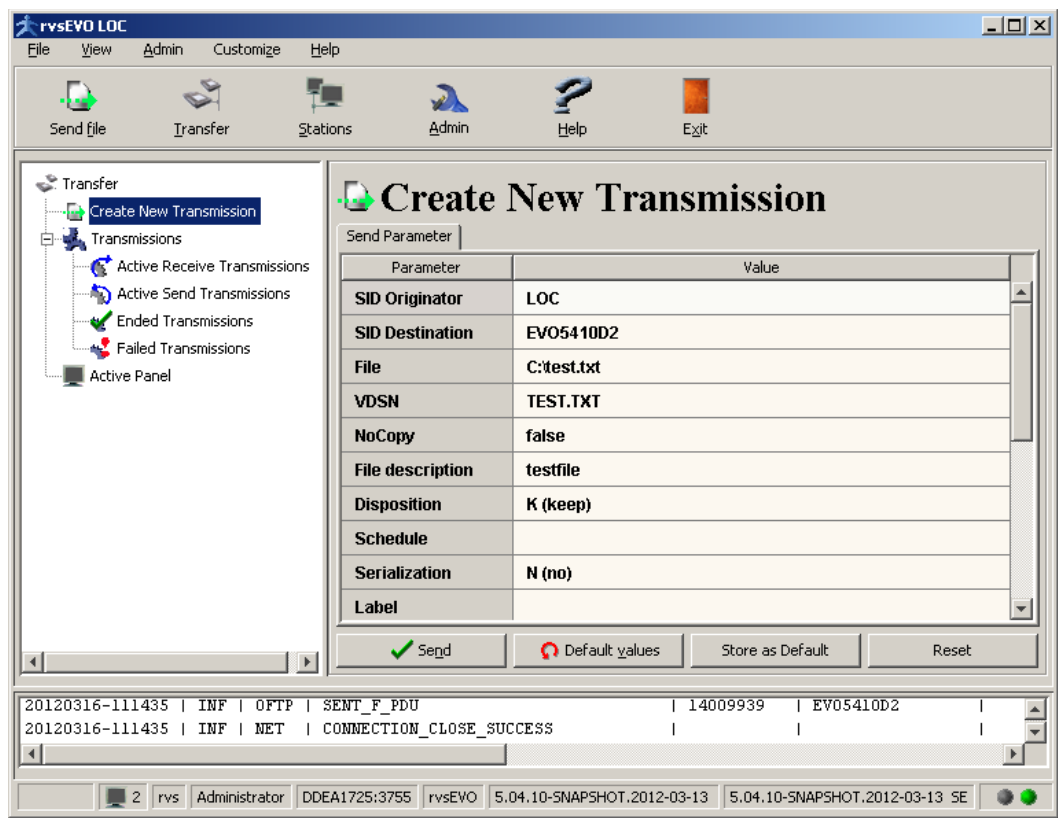 rvsEVO LOC
File View Admin Customize Help
Send file Transfer Stations Admin Help Exit
Transfer
Create New Transmission
Transmissions
Active Receive Transmissions
Active Send Transmissions
Ended Transmissions
Failed Transmissions
Active Panel
Create New Transmission
Send Parameter
Parameter Value
SID Originator LOC
SID Destination EVO5410D2
File C:\test.txt
VDSN TEST.TXT
NoCopy false
File description testfile
Disposition K (keep)
Schedule
Serialization N (no)
Label
Send Default values Store as Default Reset
20120316-111435 | INF | OFTP | SENT_F_PDU | 14009939 | EVO5410D2 |
20120316-111435 | INF | NET | CONNECTION_CLOSE_SUCCESS | | |
2 rvs Administrator DDEA1725:3755 rvsEVO 5.04.10-SNAPSHOT.2012-03-13 5.04.10-SNAPSHOT.2012-03-13 SE